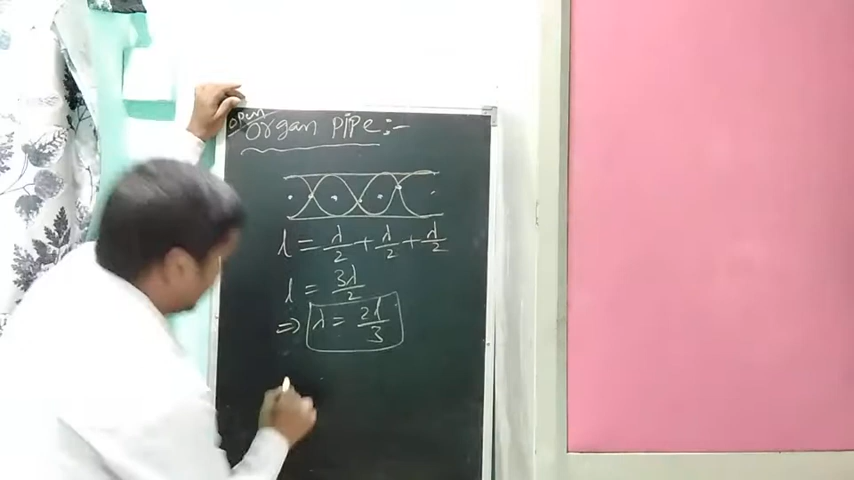 open
Organ Pipe :-
l = λ/2 + λ/2 + λ/2
l = 3λ/2
⇒ λ = 2l/3